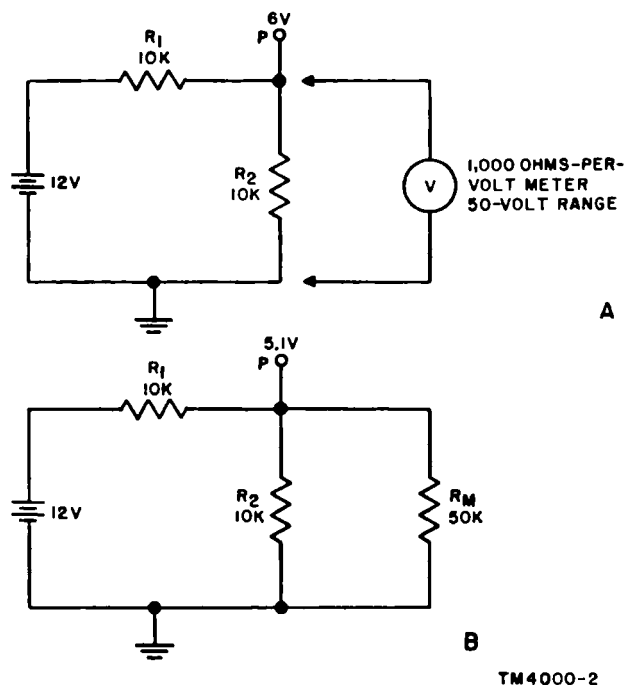 6V
P
R1
10K
12V
R2
10K
V
1,000 OHMS-PER-
VOLT METER
50-VOLT RANGE
A
5.1V
P
R1
10K
12V
R2
10K
RM
50K
B
TM4000-2